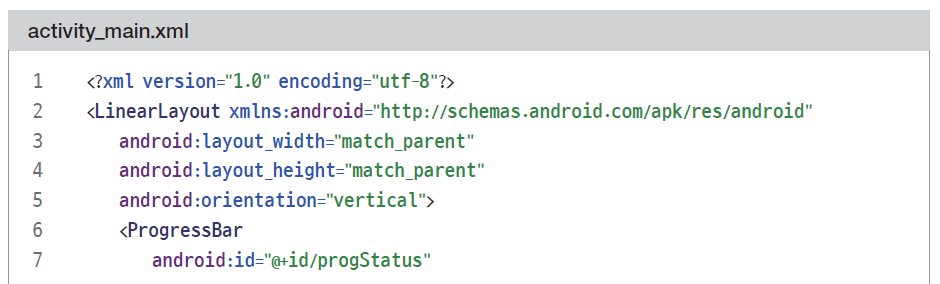 activity_main.xml
1 <?xml version="1.0" encoding="utf-8"?>
2 <LinearLayout xmlns:android="http://schemas.android.com/apk/res/android"
3 android:layout_width="match_parent"
4 android:layout_height="match_parent"
5 android:orientation="vertical">
6 <ProgressBar
7 android:id="@+id/progStatus"